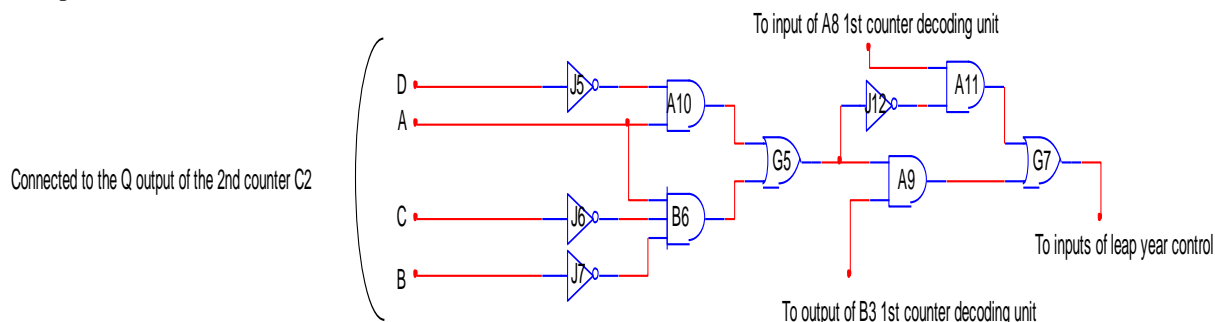 To input of A8 1st counter decoding unit
D
J5
A10
A
J12
A11
G5
G7
A9
Connected to the Q output of the 2nd counter C2
C
J6
B6
To inputs of leap year control
B
J7
To output of B3 1st counter decoding unit